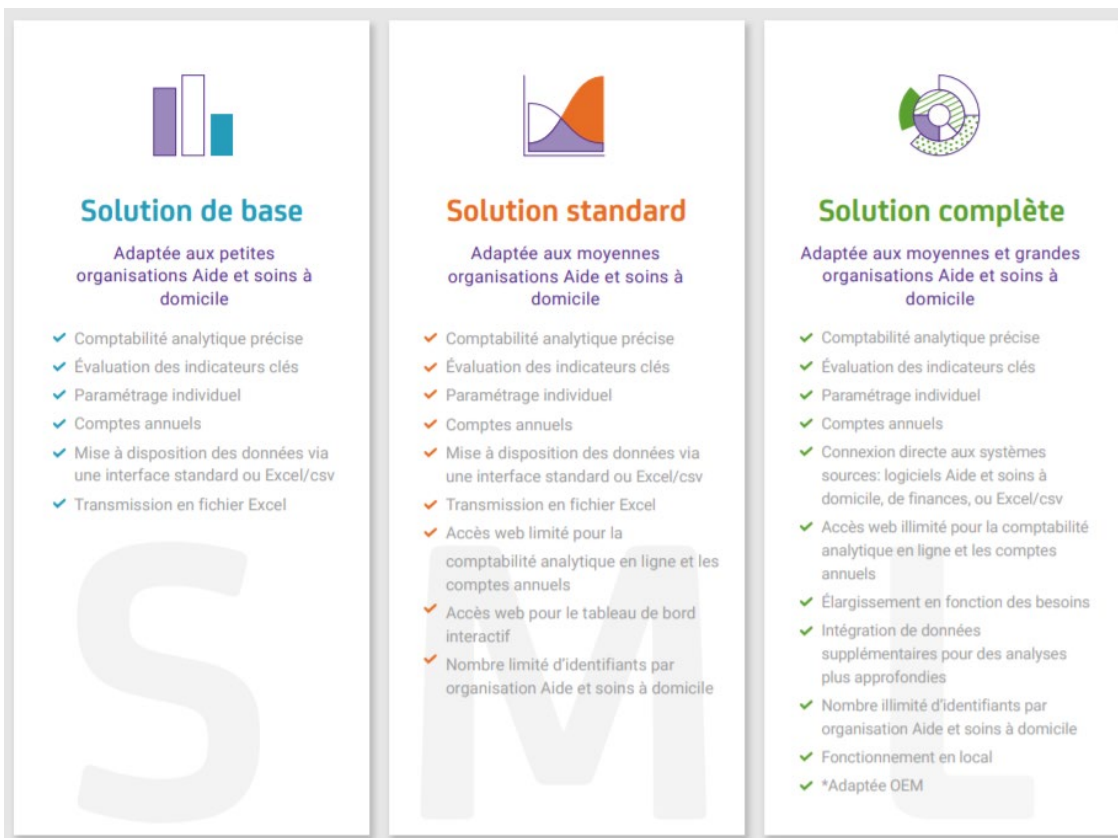 Solution de base
Adaptée aux petites
organisations Aide et soins à
domicile
Comptabilité analytique précise
Évaluation des indicateurs clés
Paramétrage individuel
Comptes annuels
Mise à disposition des données via
une interface standard ou Excel/csv
Transmission en fichier Excel
S
Solution standard
Adaptée aux moyennes
organisations Aide et soins à
domicile
Comptabilité analytique précise
Évaluation des indicateurs clés
Paramétrage individuel
Comptes annuels
Mise à disposition des données via
une interface standard ou Excel/csv
Transmission en fichier Excel
Accès web limité pour la
comptabilité analytique en ligne et les
comptes annuels
Accès web pour le tableau de bord
interactif
Nombre limité d'identifiants par
organisation Aide et soins à domicile
M
Solution complète
Adaptée aux moyennes et grandes
organisations Aide et soins à
domicile
Comptabilité analytique précise
Évaluation des indicateurs clés
Paramétrage individuel
Comptes annuels
Connexion directe aux systèmes
sources: logiciels Aide et soins à
domicile, de finances, ou Excel/csv
Accès web illimité pour la comptabilité
analytique en ligne et les comptes
annuels
Élargissement en fonction des besoins
Intégration de données
supplémentaires pour des analyses
plus approfondies
Nombre illimité d'identifiants par
organisation Aide et soins à domicile
Fonctionnement en local
*Adaptée OEM
L